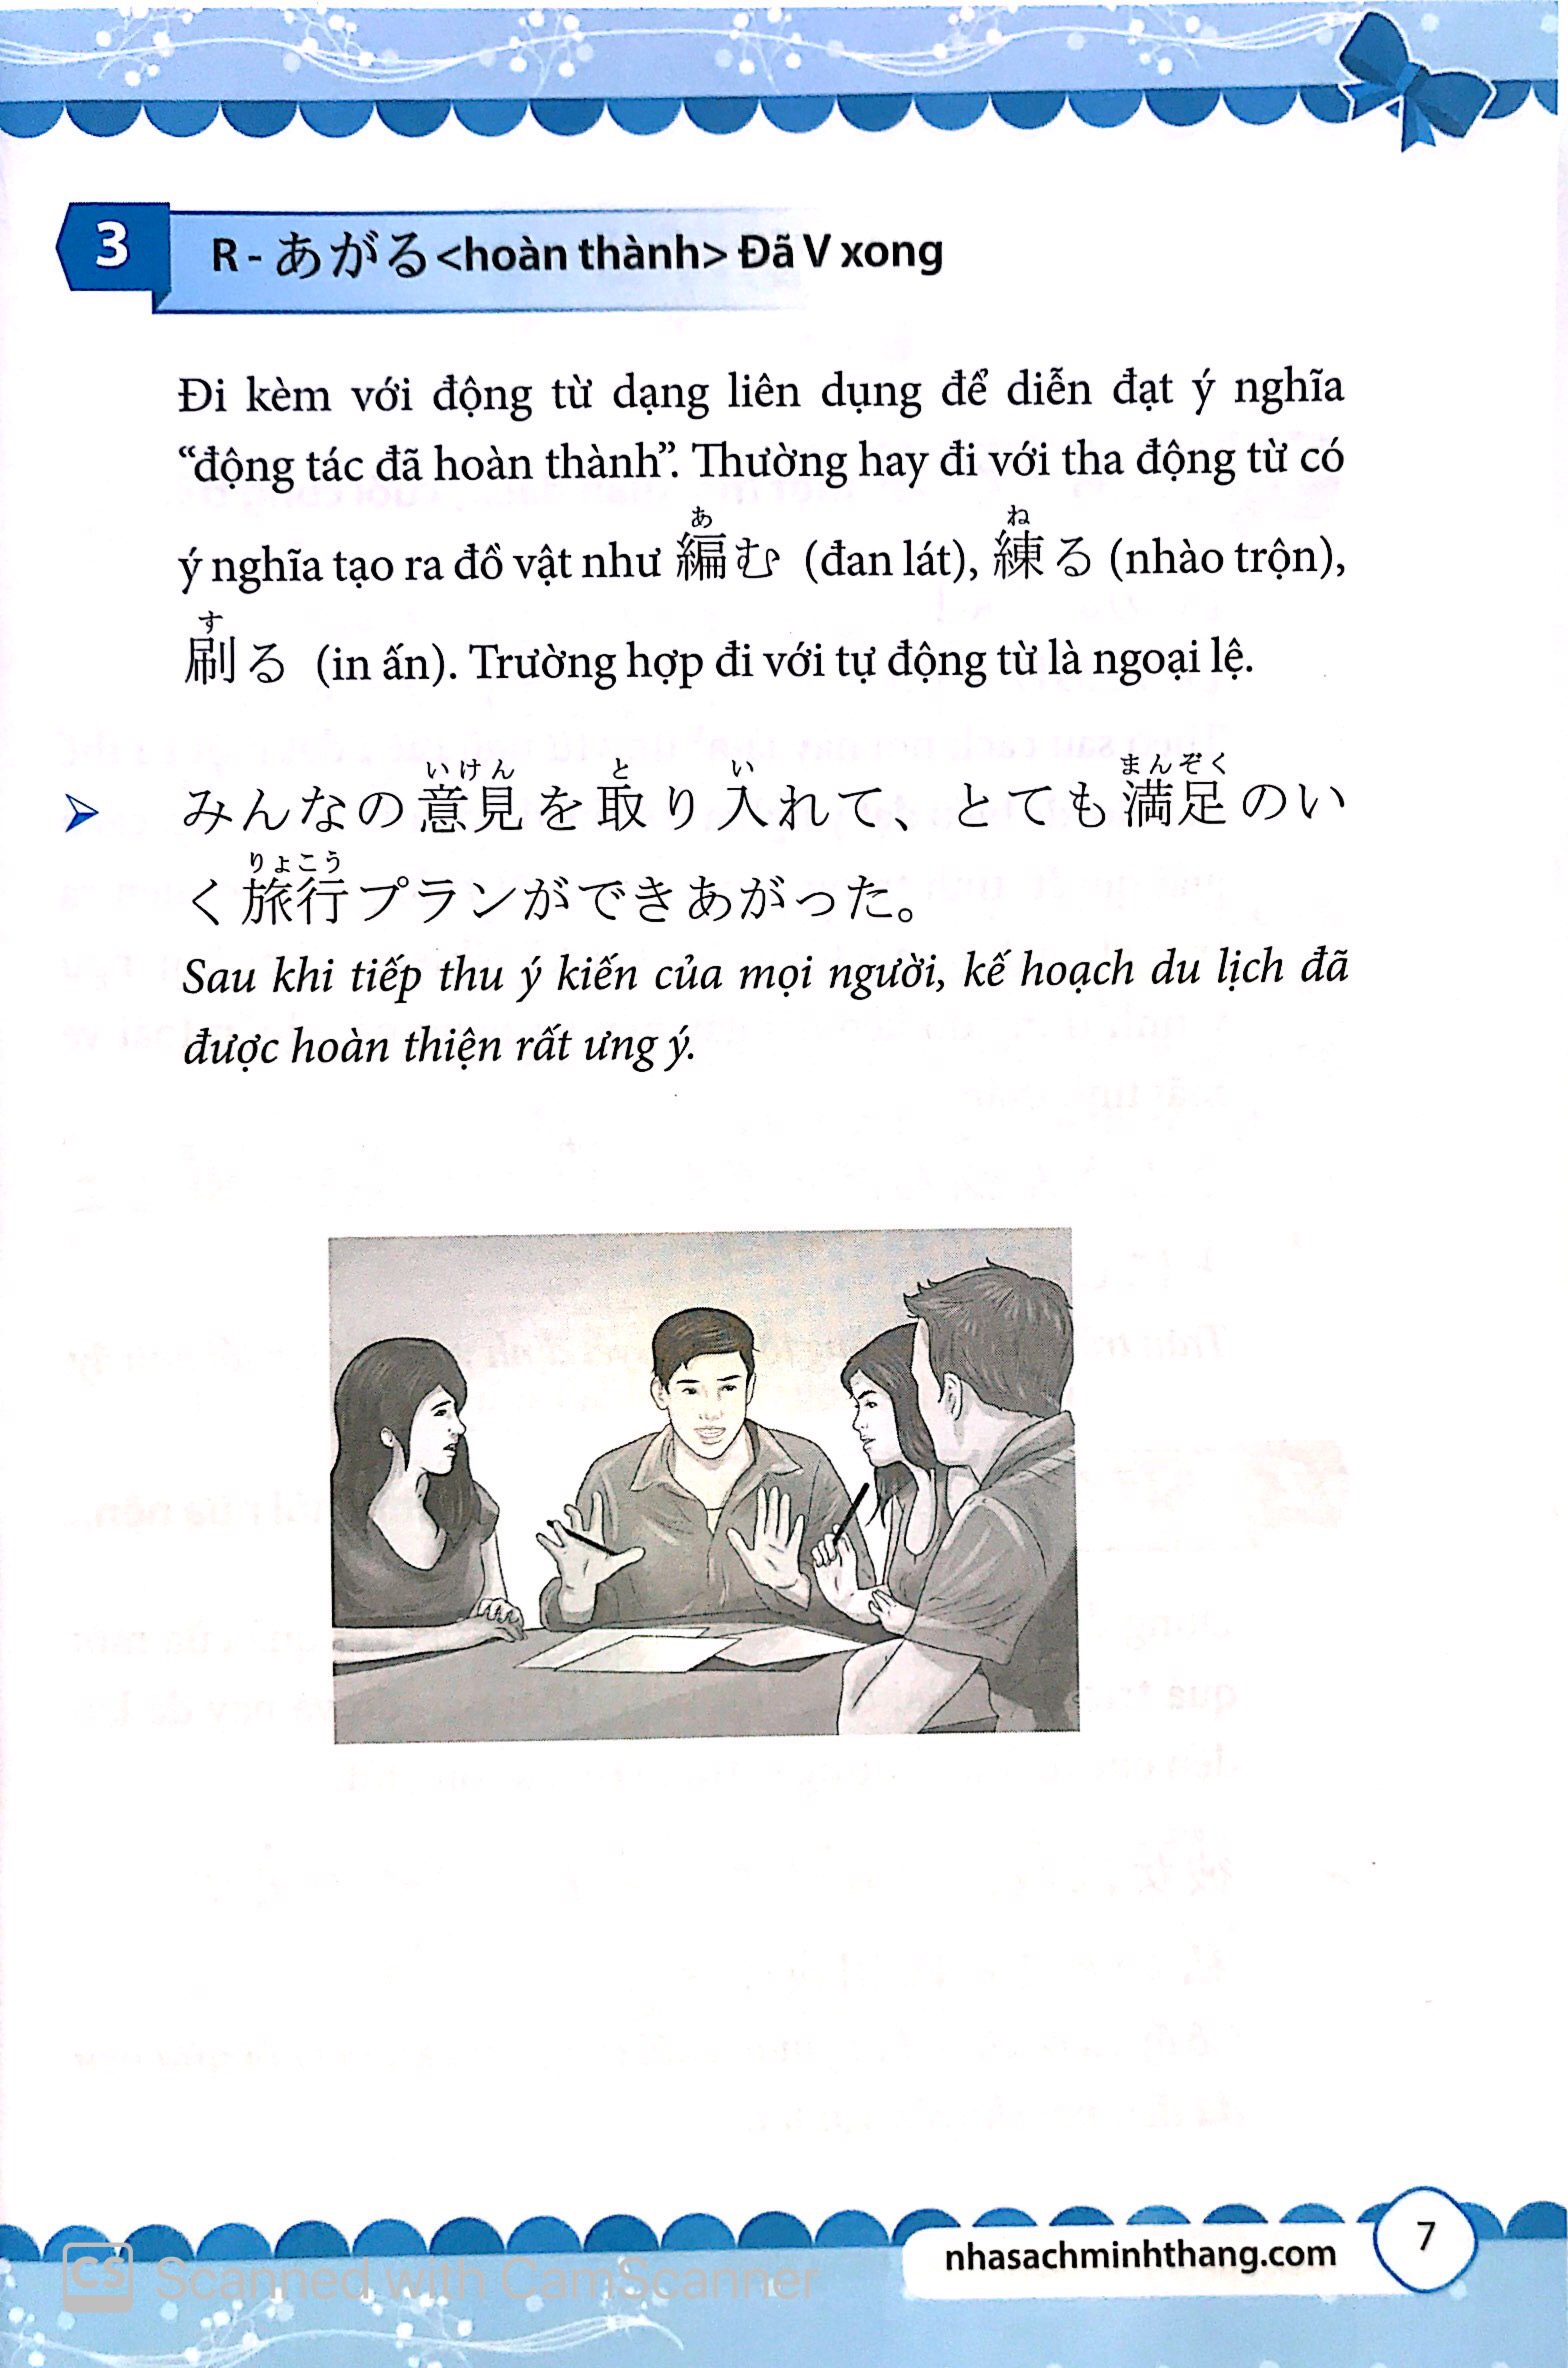 3
R - あがる <hoàn thành> Đã V xong
Đi kèm với động từ dạng liên dụng để diễn đạt ý nghĩa
“động tác đã hoàn thành”. Thường hay đi với tha động từ có
あ ね
ý nghĩa tạo ra đồ vật như 編む (đan lát), 練る (nhào trộn),
す
刷る (in ấn). Trường hợp đi với tự động từ là ngoại lệ.
いけん と い まんぞく
➢ みんなの意見を取り入れて、とても満足のい
りょこう
く旅行プランができあがった。
Sau khi tiếp thu ý kiến của mọi người, kế hoạch du lịch đã
được hoàn thiện rất ưng ý.
nhasachminhthang.com
7
CS Scanned with CamScanner